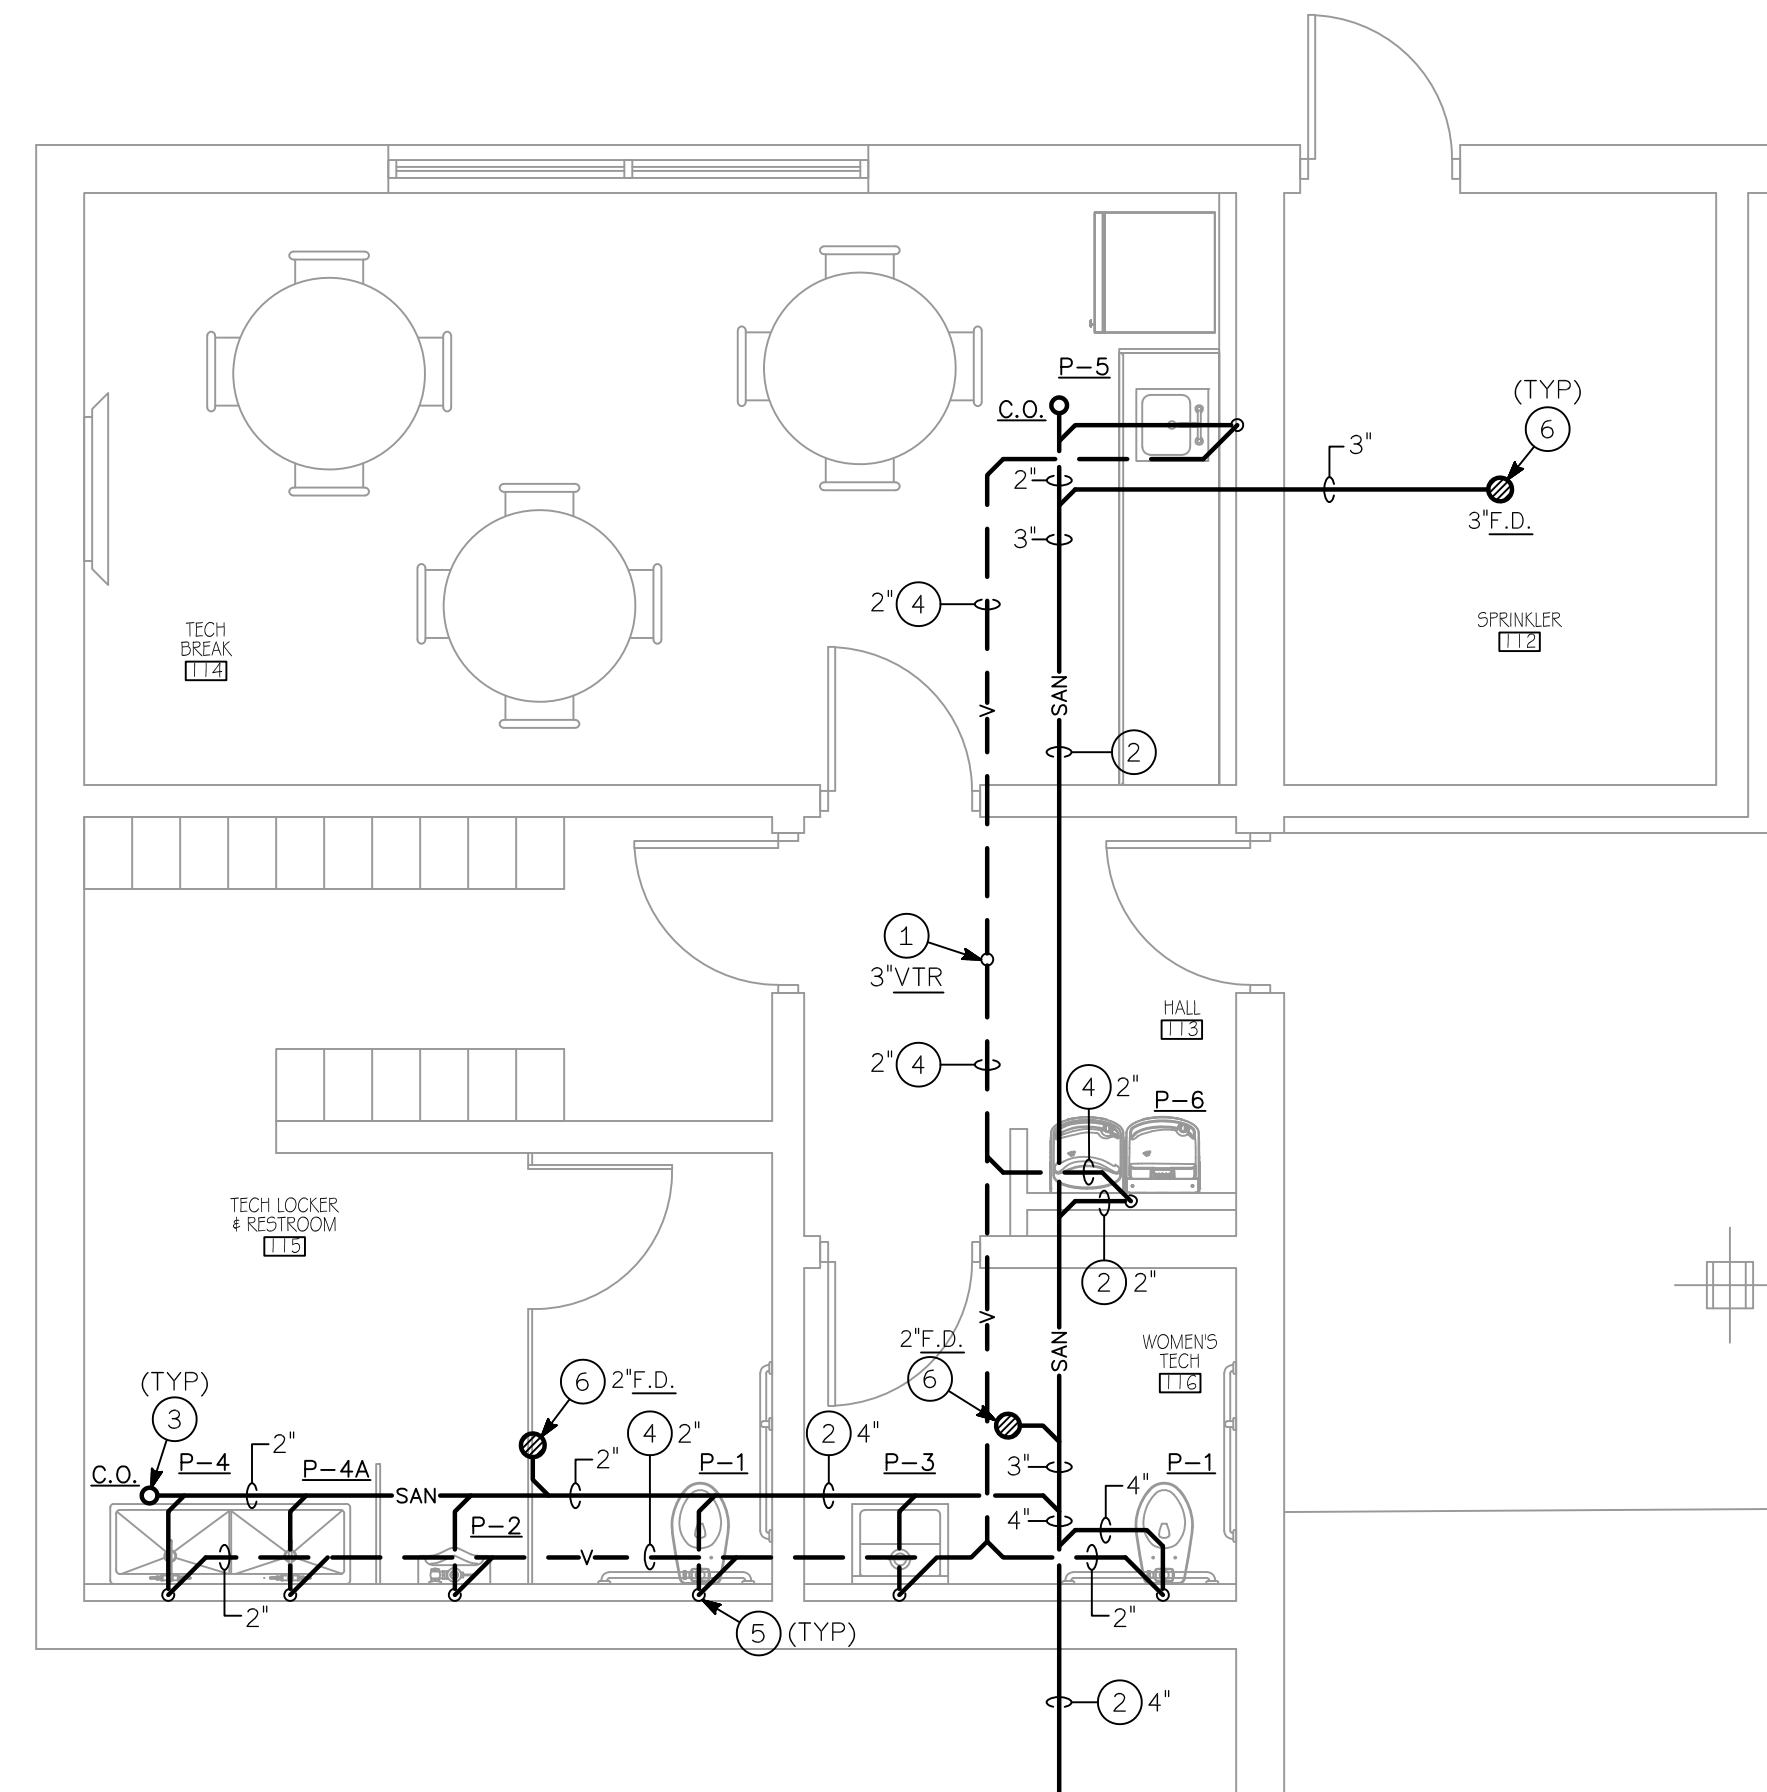 P-5
C.O.
(TYP)
6
3"
2"
3"F.D.
3"
2" 4
SPRINKLER
112
TECH
BREAK
114
V
SAN
2
1
3"VTR
HALL
113
2" 4
4 2"
P-6
TECH LOCKER
& RESTROOM
115
2 2"
V
SAN
2"F.D.
6
WOMEN'S
TECH
116
(TYP)
3
6 2"F.D.
4 2"
2 4"
2"
2"
C.O.
P-4
P-4A
P-1
P-3
3"
P-1
4"
SAN
P-2
4"
V
2"
2"
5 (TYP)
2 4"